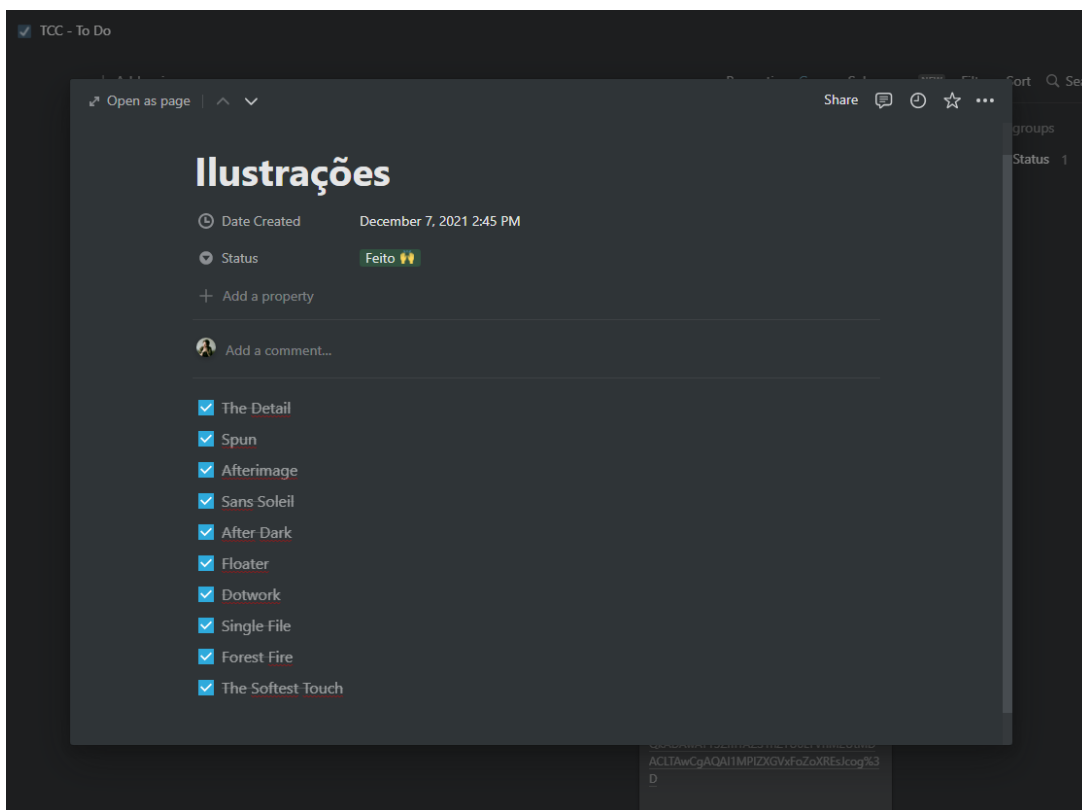 TCC - To Do
Sort Sea
Open as page
Share
groups
Status 1
Ilustrações
Date Created December 7, 2021 2:45 PM
Status Feito 🙌
Add a property
Add a comment...
The Detail
Spun
Afterimage
Sans Soleil
After Dark
Floater
Dotwork
Single File
Forest Fire
The Softest Touch
D